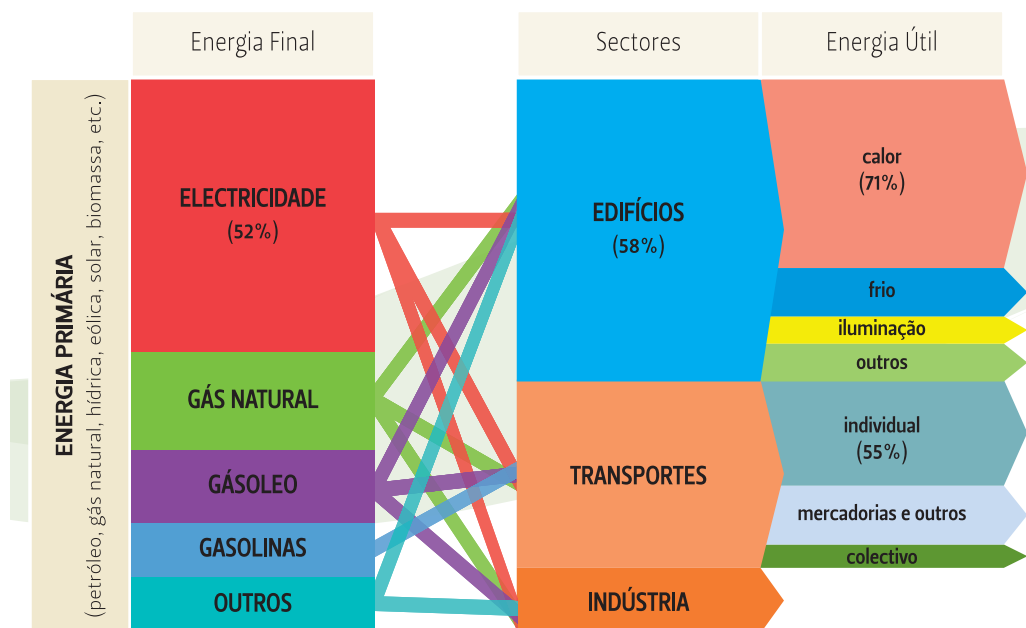 Energia Final
Sectores
Energia Útil
ENERGIA PRIMÁRIA
(petróleo, gás natural, hídrica, eólica, solar, biomassa, etc.)
ELECTRICIDADE
(52%)
GÁS NATURAL
GÁSOLEO
GASOLINAS
OUTROS
EDIFÍCIOS
(58%)
TRANSPORTES
INDÚSTRIA
calor
(71%)
frio
iluminação
outros
individual
(55%)
mercadorias e outros
colectivo